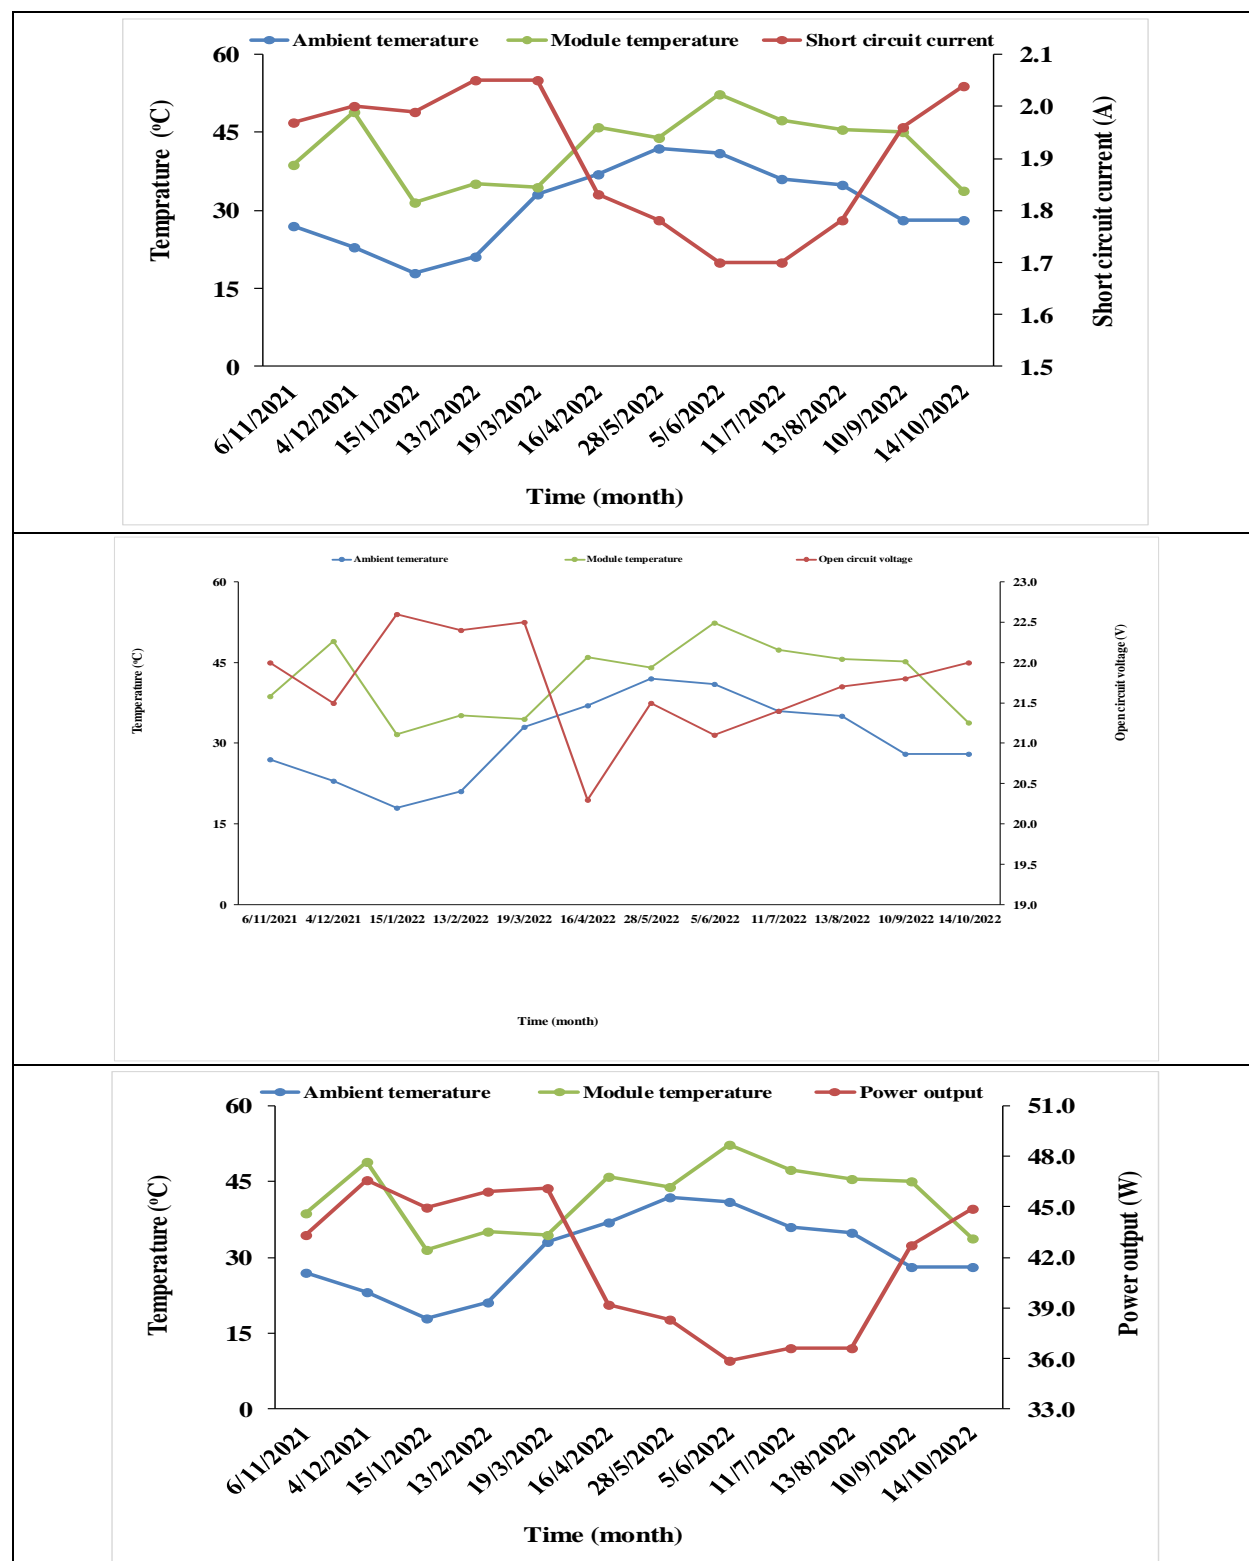 Ambient temerature Module temperature Short circuit current
60 2.1
2.0
45 1.9
30 1.8
1.7
15 1.6
0 1.5
Temprature (ºC)
Short circuit current (A)
6/11/2021 4/12/2021 15/1/2022 13/2/2022 19/3/2022 16/4/2022 28/5/2022 5/6/2022 11/7/2022 13/8/2022 10/9/2022 14/10/2022
Time (month)
Ambient temerature Module temperature Open circuit voltage
60 23.0
22.5
45 22.0
21.5
30 21.0
20.5
15 20.0
19.5
0 19.0
Temperature (ºC)
Open circuit voltage (V)
6/11/2021 4/12/2021 15/1/2022 13/2/2022 19/3/2022 16/4/2022 28/5/2022 5/6/2022 11/7/2022 13/8/2022 10/9/2022 14/10/2022
Time (month)
Ambient temerature Module temperature Power output
60 51.0
48.0
45 45.0
30 42.0
39.0
15 36.0
0 33.0
Temperature (ºC)
Power output (W)
6/11/2021 4/12/2021 15/1/2022 13/2/2022 19/3/2022 16/4/2022 28/5/2022 5/6/2022 11/7/2022 13/8/2022 10/9/2022 14/10/2022
Time (month)